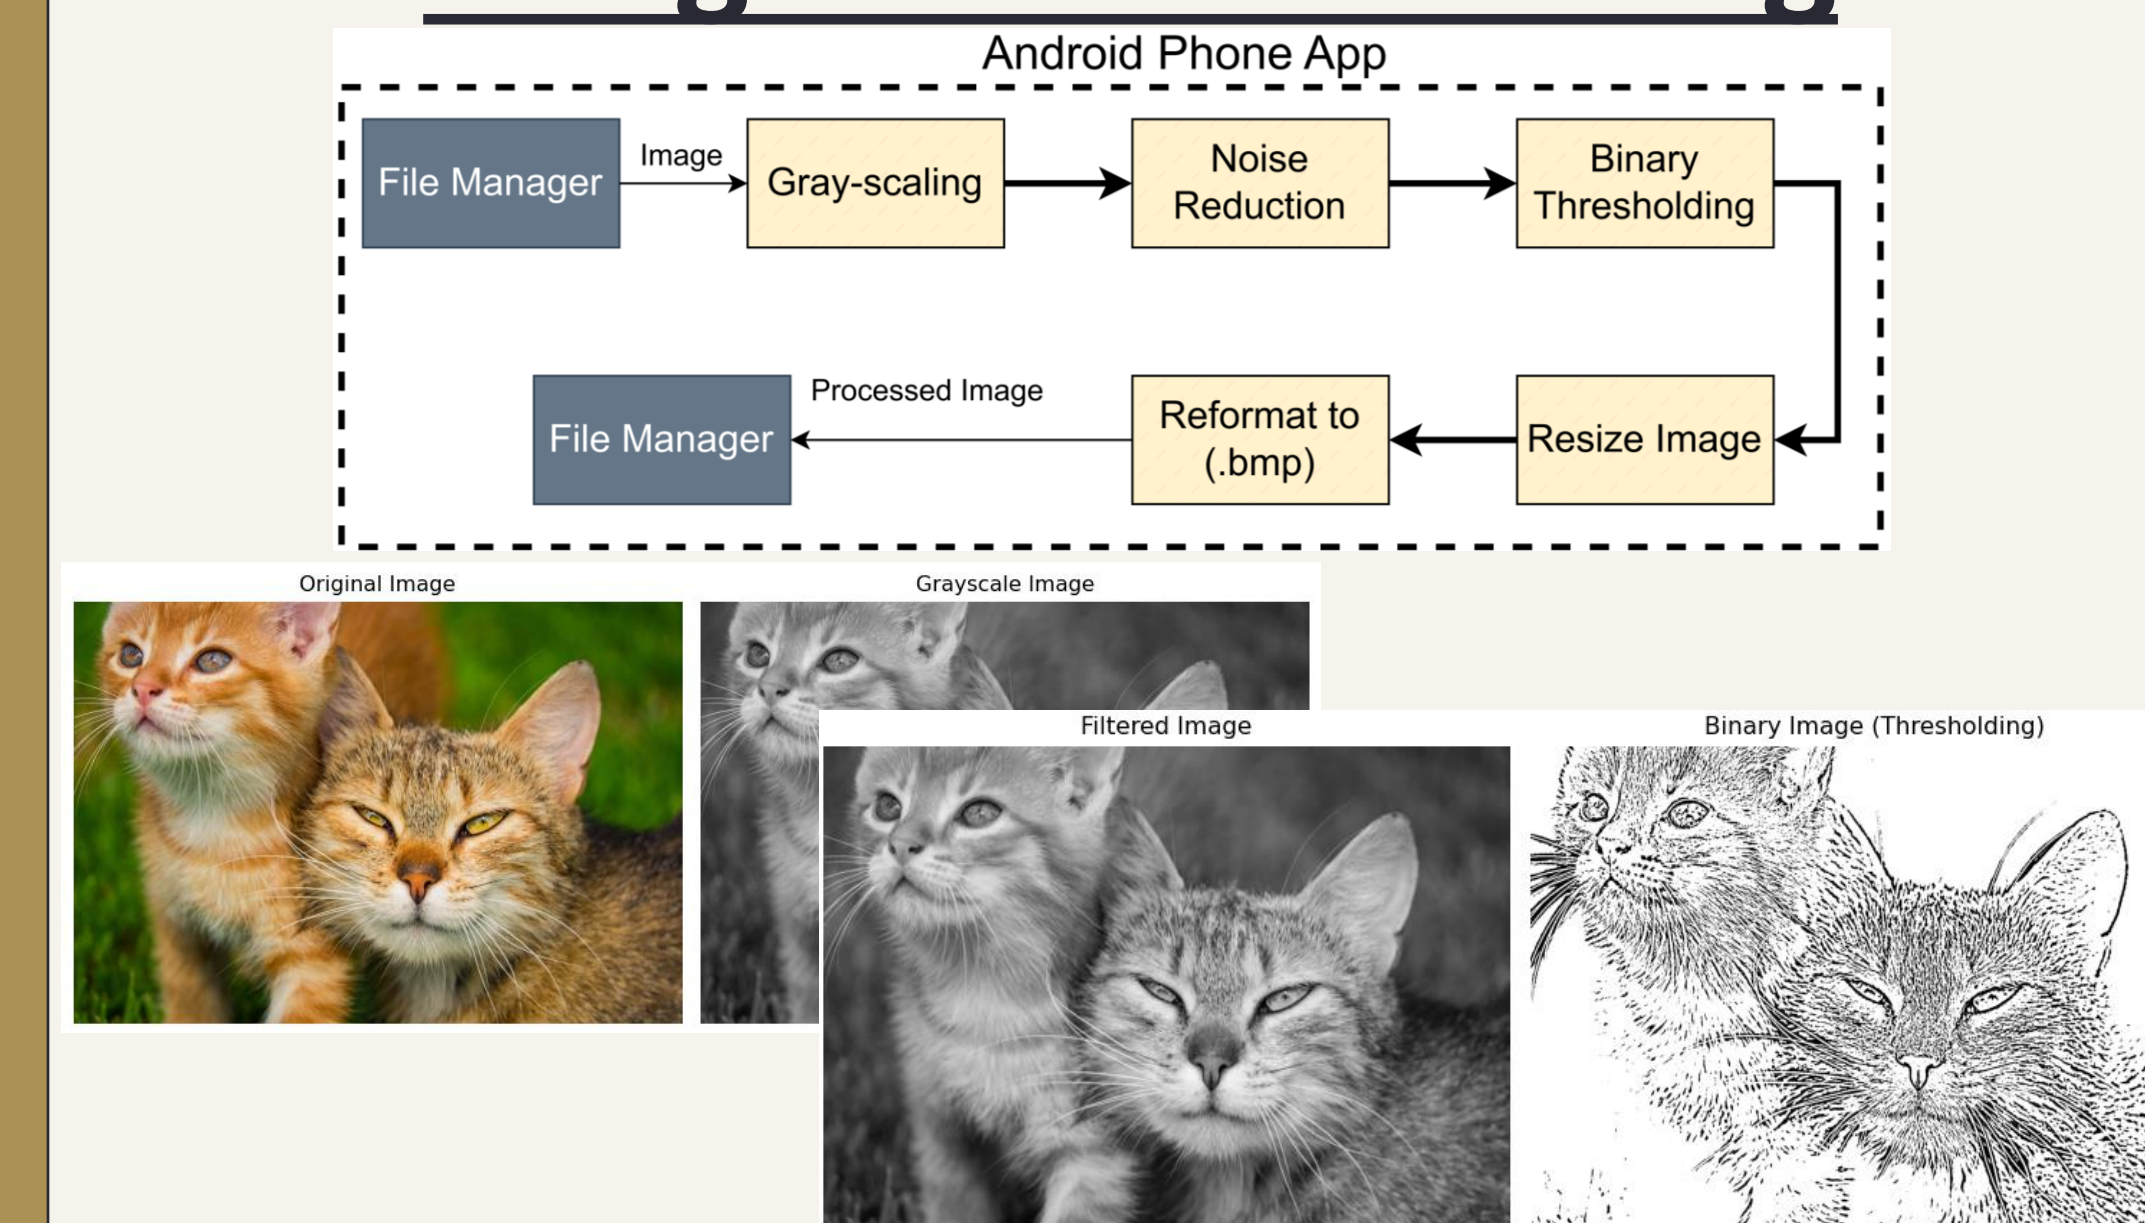 Android Phone App
File Manager
Image
Gray-scaling
Noise
Reduction
Binary
Thresholding
File Manager
Processed Image
Reformat to
(.bmp)
Resize Image
Original Image
Grayscale Image
Filtered Image
Binary Image (Thresholding)